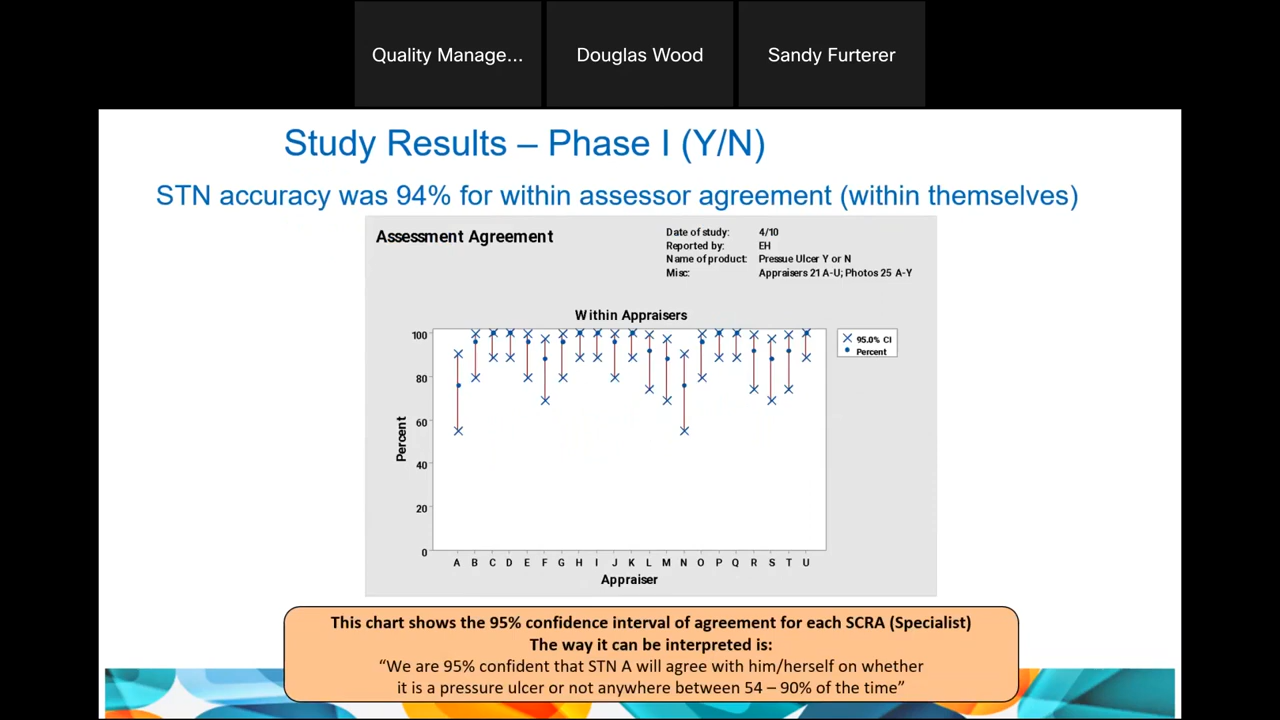 Quality Manage...
Douglas Wood
Sandy Furterer
Study Results – Phase I (Y/N)
STN accuracy was 94% for within assessor agreement (within themselves)
Assessment Agreement
Date of study: 4/10
Reported by: EH
Name of product: Pressue Ulcer Y or N
Misc: Appraisers 21 A-U; Photos 25 A-Y
Within Appraisers
100
80
60
40
20
0
Percent
95.0% CI
Percent
A B C D E F G H I J K L M N O P Q R S T U
Appraiser
This chart shows the 95% confidence interval of agreement for each SCRA (Specialist)
The way it can be interpreted is:
“We are 95% confident that STN A will agree with him/herself on whether
it is a pressure ulcer or not anywhere between 54 – 90% of the time”